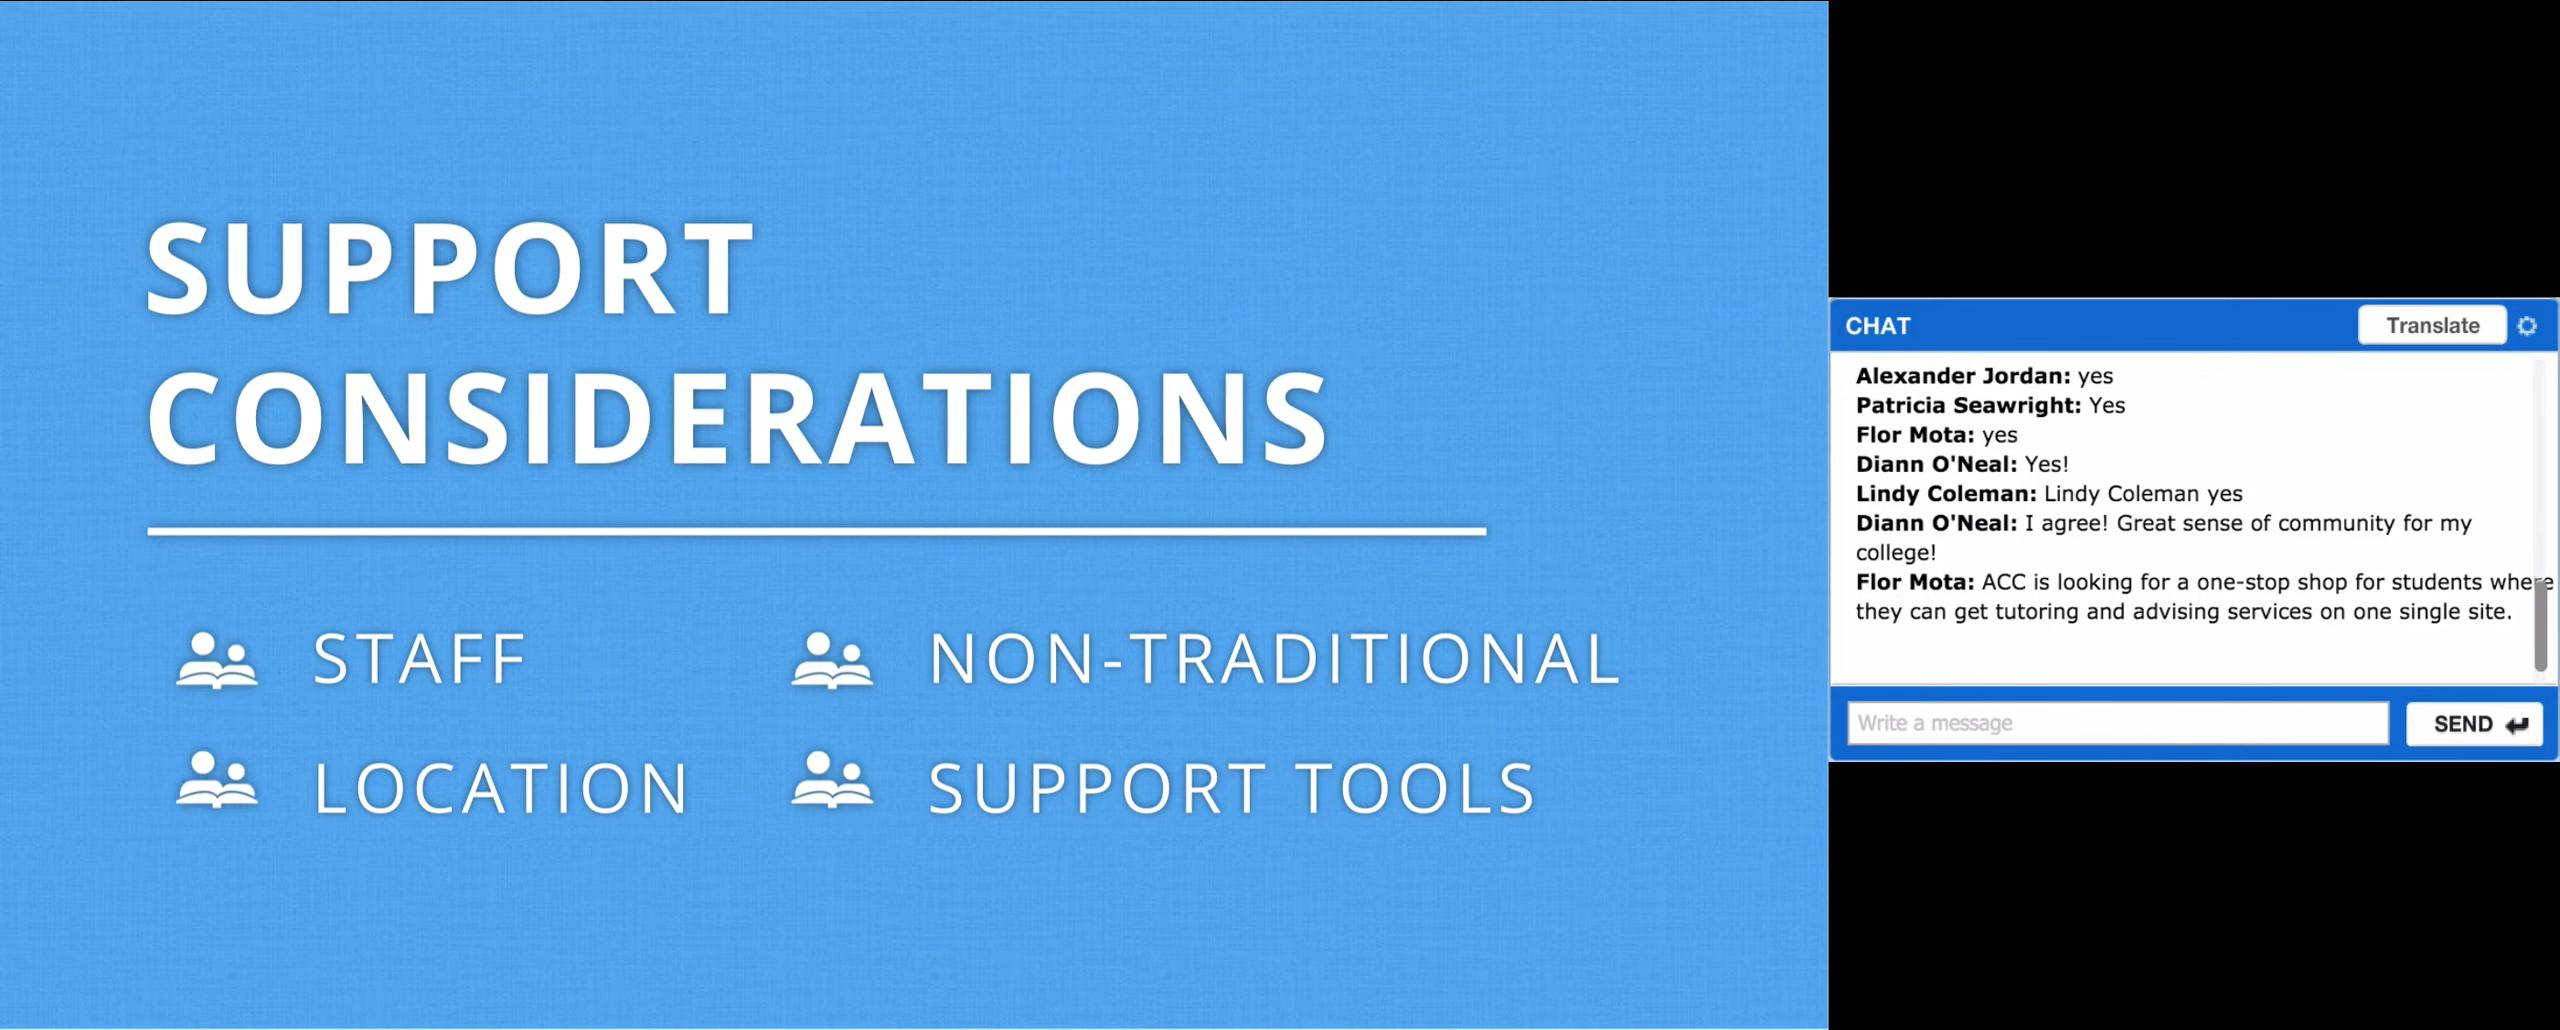 SUPPORT
CONSIDERATIONS
STAFF
NON-TRADITIONAL
LOCATION
SUPPORT TOOLS
CHAT
Translate
Alexander Jordan: yes
Patricia Seawright: Yes
Flor Mota: yes
Diann O'Neal: Yes!
Lindy Coleman: Lindy Coleman yes
Diann O'Neal: I agree! Great sense of community for my
college!
Flor Mota: ACC is looking for a one-stop shop for students where
they can get tutoring and advising services on one single site.
Write a message
SEND